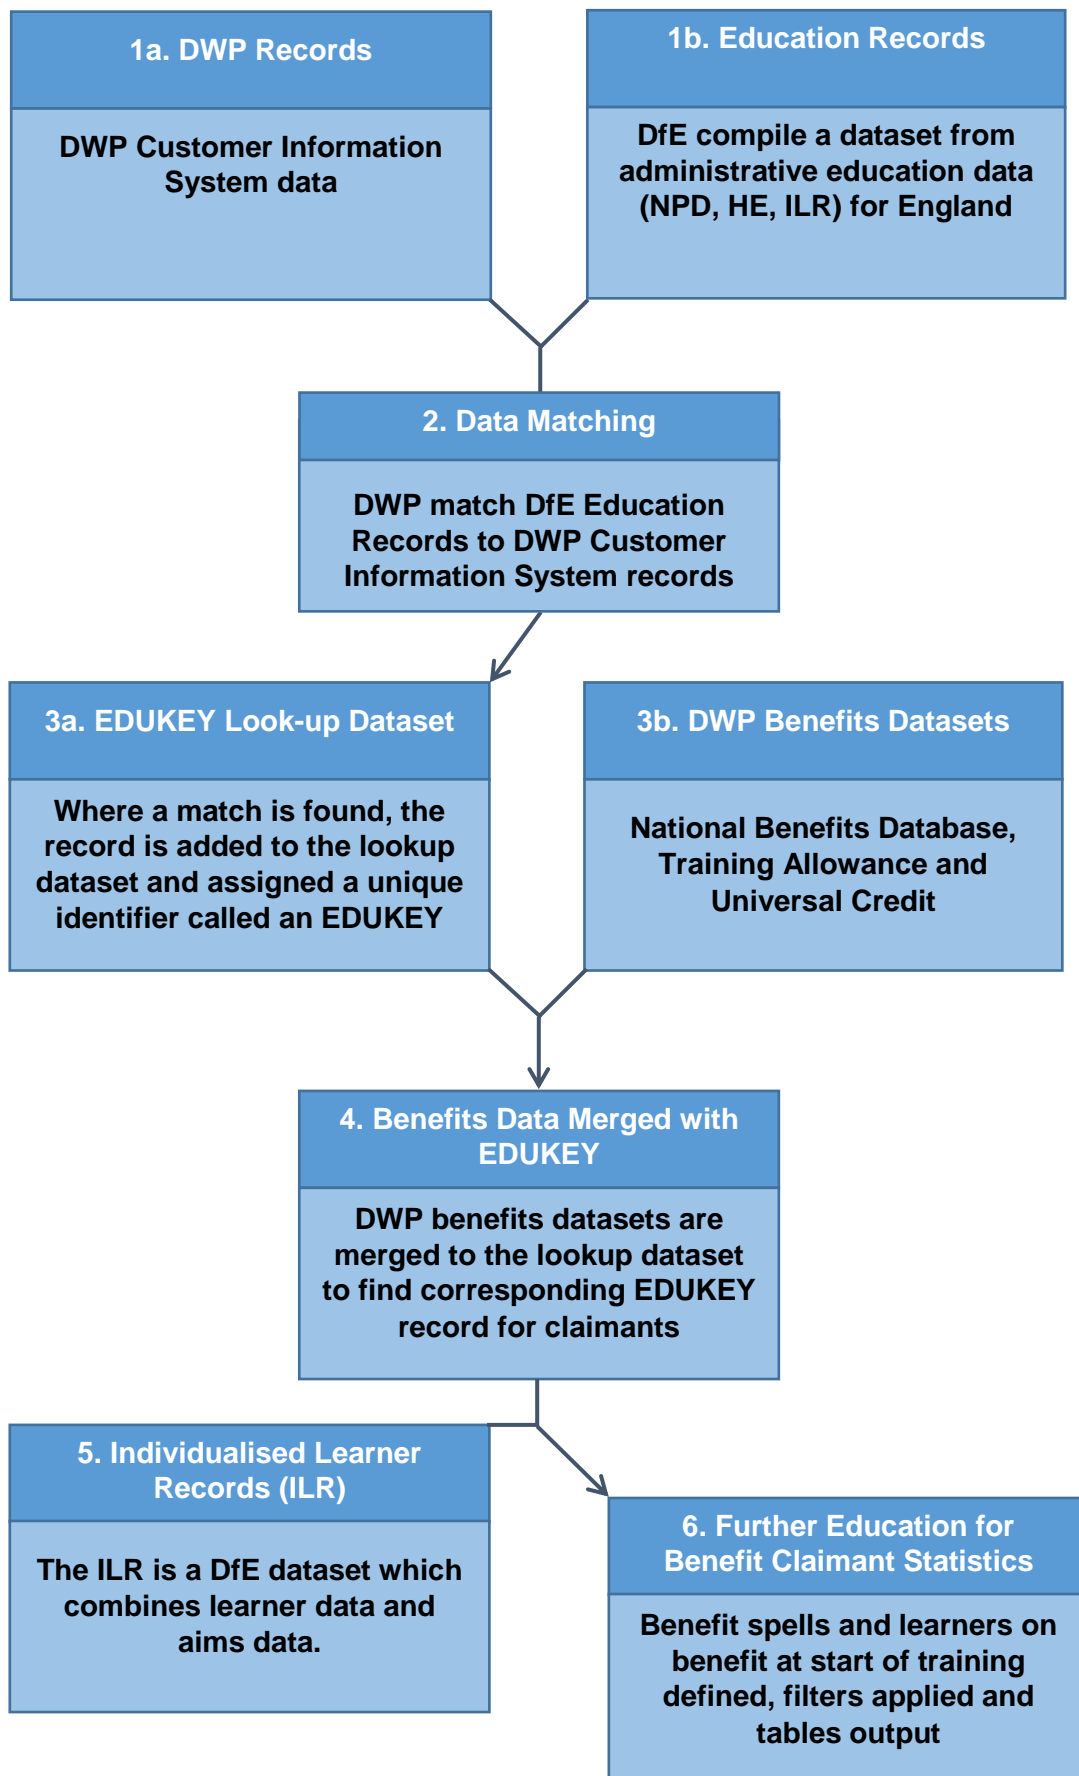 1a. DWP Records
DWP Customer Information
System data
1b. Education Records
DfE compile a dataset from
administrative education data
(NPD, HE, ILR) for England
2. Data Matching
DWP match DfE Education
Records to DWP Customer
Information System records
3a. EDUKEY Look-up Dataset
Where a match is found, the
record is added to the lookup
dataset and assigned a unique
identifier called an EDUKEY
3b. DWP Benefits Datasets
National Benefits Database,
Training Allowance and
Universal Credit
4. Benefits Data Merged with
EDUKEY
DWP benefits datasets are
merged to the lookup dataset
to find corresponding EDUKEY
record for claimants
5. Individualised Learner
Records (ILR)
The ILR is a DfE dataset which
combines learner data and
aims data.
6. Further Education for
Benefit Claimant Statistics
Benefit spells and learners on
benefit at start of training
defined, filters applied and
tables output